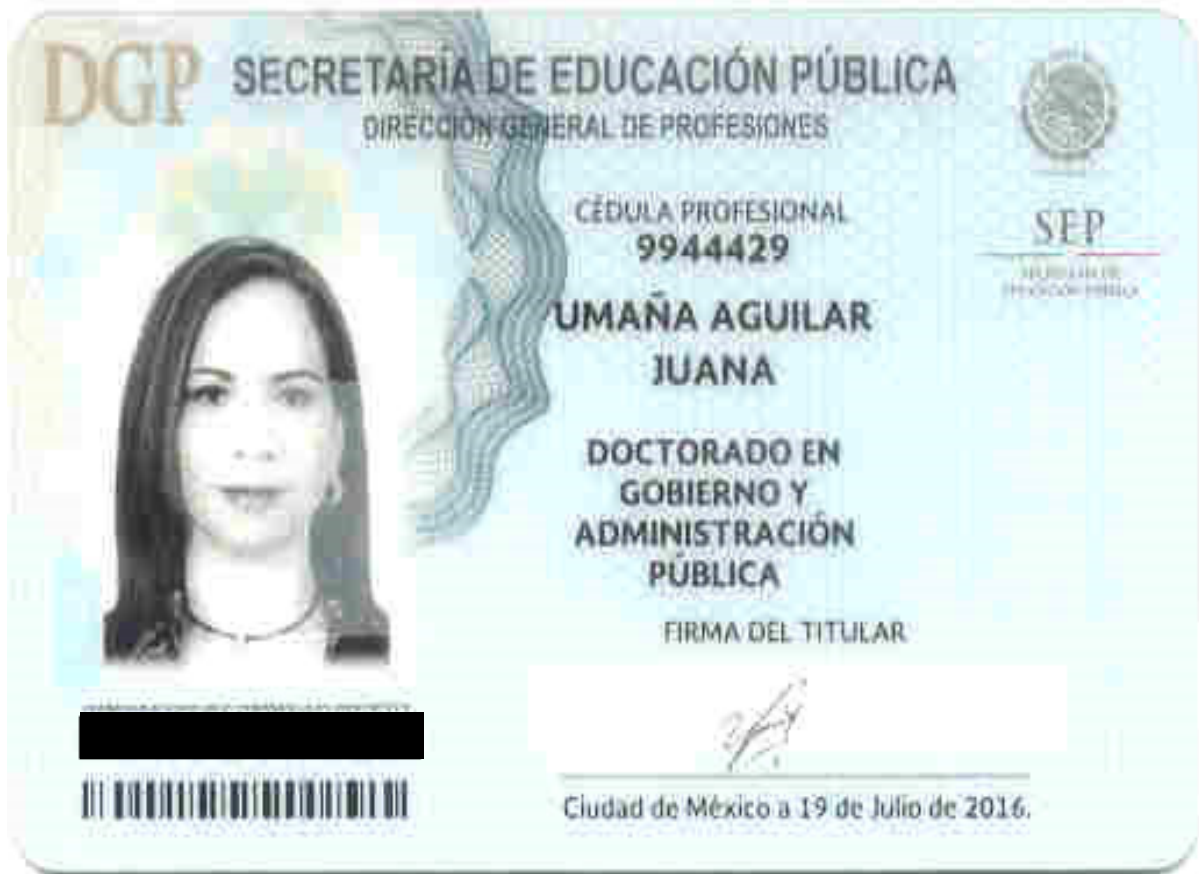 DGP
SECRETARÍA DE EDUCACIÓN PÚBLICA
DIRECCIÓN GENERAL DE PROFESIONES
CÉDULA PROFESIONAL
9944429
SEP
UMAÑA AGUILAR
JUANA
DOCTORADO EN
GOBIERNO Y
ADMINISTRACIÓN
PÚBLICA
FIRMA DEL TITULAR
Ciudad de México a 19 de Julio de 2016.